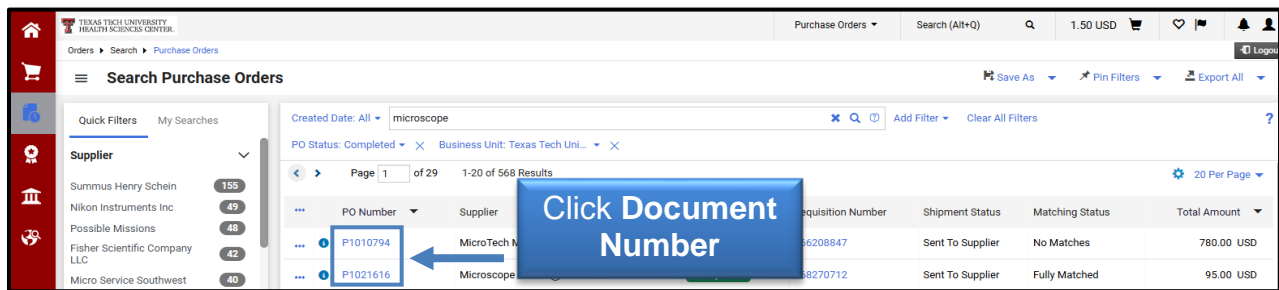 TEXAS TECH UNIVERSITY
HEALTH SCIENCES CENTER.
Purchase Orders
Search (Alt+Q)
1.50 USD
Orders Search Purchase Orders
Logou
Search Purchase Orders
Save As
Pin Filters
Export All
Quick Filters
My Searches
Created Date: All
microscope
Add Filter
Clear All Filters
?
PO Status: Completed
Business Unit: Texas Tech Uni...
Supplier
Page 1 of 29
1-20 of 568 Results
20 Per Page
Summus Henry Schein 155
Nikon Instruments Inc 49
Possible Missions 48
Fisher Scientific Company
LLC 42
Micro Service Southwest 40
PO Number
Supplier
equisition Number
Shipment Status
Matching Status
Total Amount
P1010794
MicroTech M
66208847
Sent To Supplier
No Matches
780.00 USD
P1021616
Microscope
68270712
Sent To Supplier
Fully Matched
95.00 USD
Click Document
Number